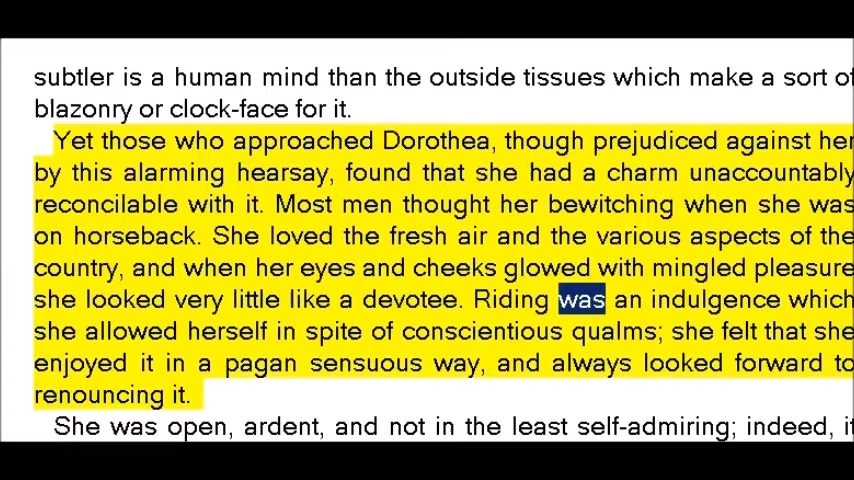 subtler is a human mind than the outside tissues which make a sort of
blazonry or clock-face for it.
Yet those who approached Dorothea, though prejudiced against her
by this alarming hearsay, found that she had a charm unaccountably
reconcilable with it. Most men thought her bewitching when she was
on horseback. She loved the fresh air and the various aspects of the
country, and when her eyes and cheeks glowed with mingled pleasure
she looked very little like a devotee. Riding was an indulgence which
she allowed herself in spite of conscientious qualms; she felt that she
enjoyed it in a pagan sensuous way, and always looked forward to
renouncing it.
She was open, ardent, and not in the least self-admiring; indeed, it